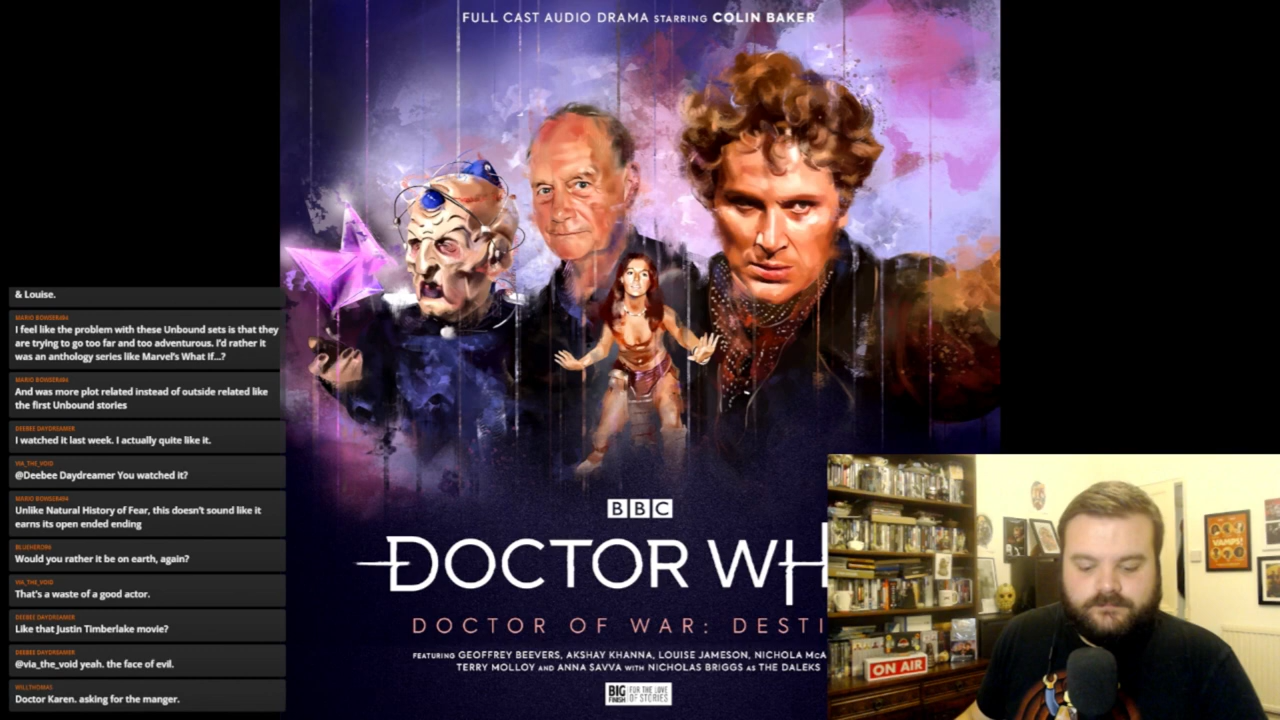 FULL CAST AUDIO DRAMA STARRING COLIN BAKER
& Louise.
MARIO BOWSER494
I feel like the problem with these Unbound sets is that they
are trying to go too far and too adventurous. I'd rather it
was an anthology series like Marvel's What If...?
And was more plot related instead of outside related like
the first Unbound stories
DEEBEE DAYDREAMER
I watched it last week. I actually quite like it.
VIA_THE_VOID
@Deebee Daydreamer You watched it?
Unlike Natural History of Fear, this doesn't sound like it
earns its open ended ending
Would you rather it be on earth, again?
VIA_THE_VOID
That's a waste of a good actor.
DEEBEE DAYDREAMER
Like that Justin Timberlake movie?
DEEBEE DAYDREAMER
@via_the_void yeah. the face of evil.
WILLTHOMAS
Doctor Karen. asking for the manger.
BBC
DOCTOR WH
DOCTOR OF WAR: DESTI
FEATURING GEOFFREY BEEVERS, AKSHAY KHANNA, LOUISE JAMESON, NICHOLA McA
TERRY MOLLOY AND ANNA SAVVA WITH NICHOLAS BRIGGS AS THE DALEKS
BIG FINISH
FOR THE LOVE
OF STORIES
VAMPS!
ON AIR